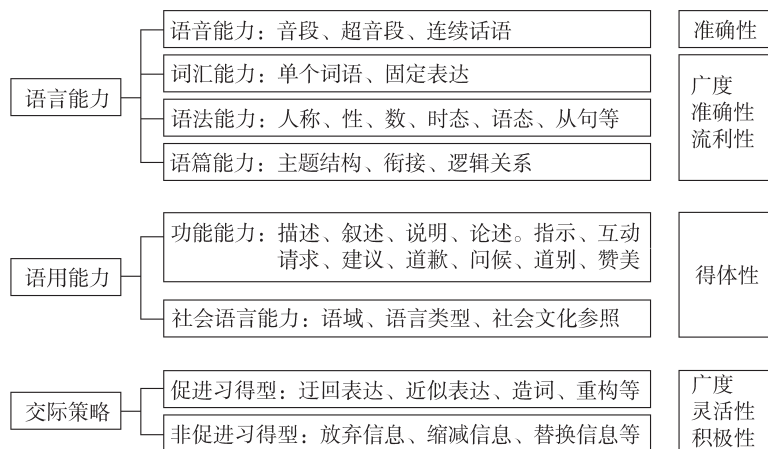 语音能力：音段、超音段、连续话语
准确性
语言能力
词汇能力：单个词语、固定表达
语法能力：人称、性、数、时态、语态、从句等
语篇能力：主题结构、衔接、逻辑关系
广度
准确性
流利性
语用能力
功能能力：描述、叙述、说明、论述。指示、互动
请求、建议、道歉、问候、道别、赞美
社会语言能力：语域、语言类型、社会文化参照
得体性
交际策略
促进习得型：迂回表达、近似表达、造词、重构等
非促进习得型：放弃信息、缩减信息、替换信息等
广度
灵活性
积极性